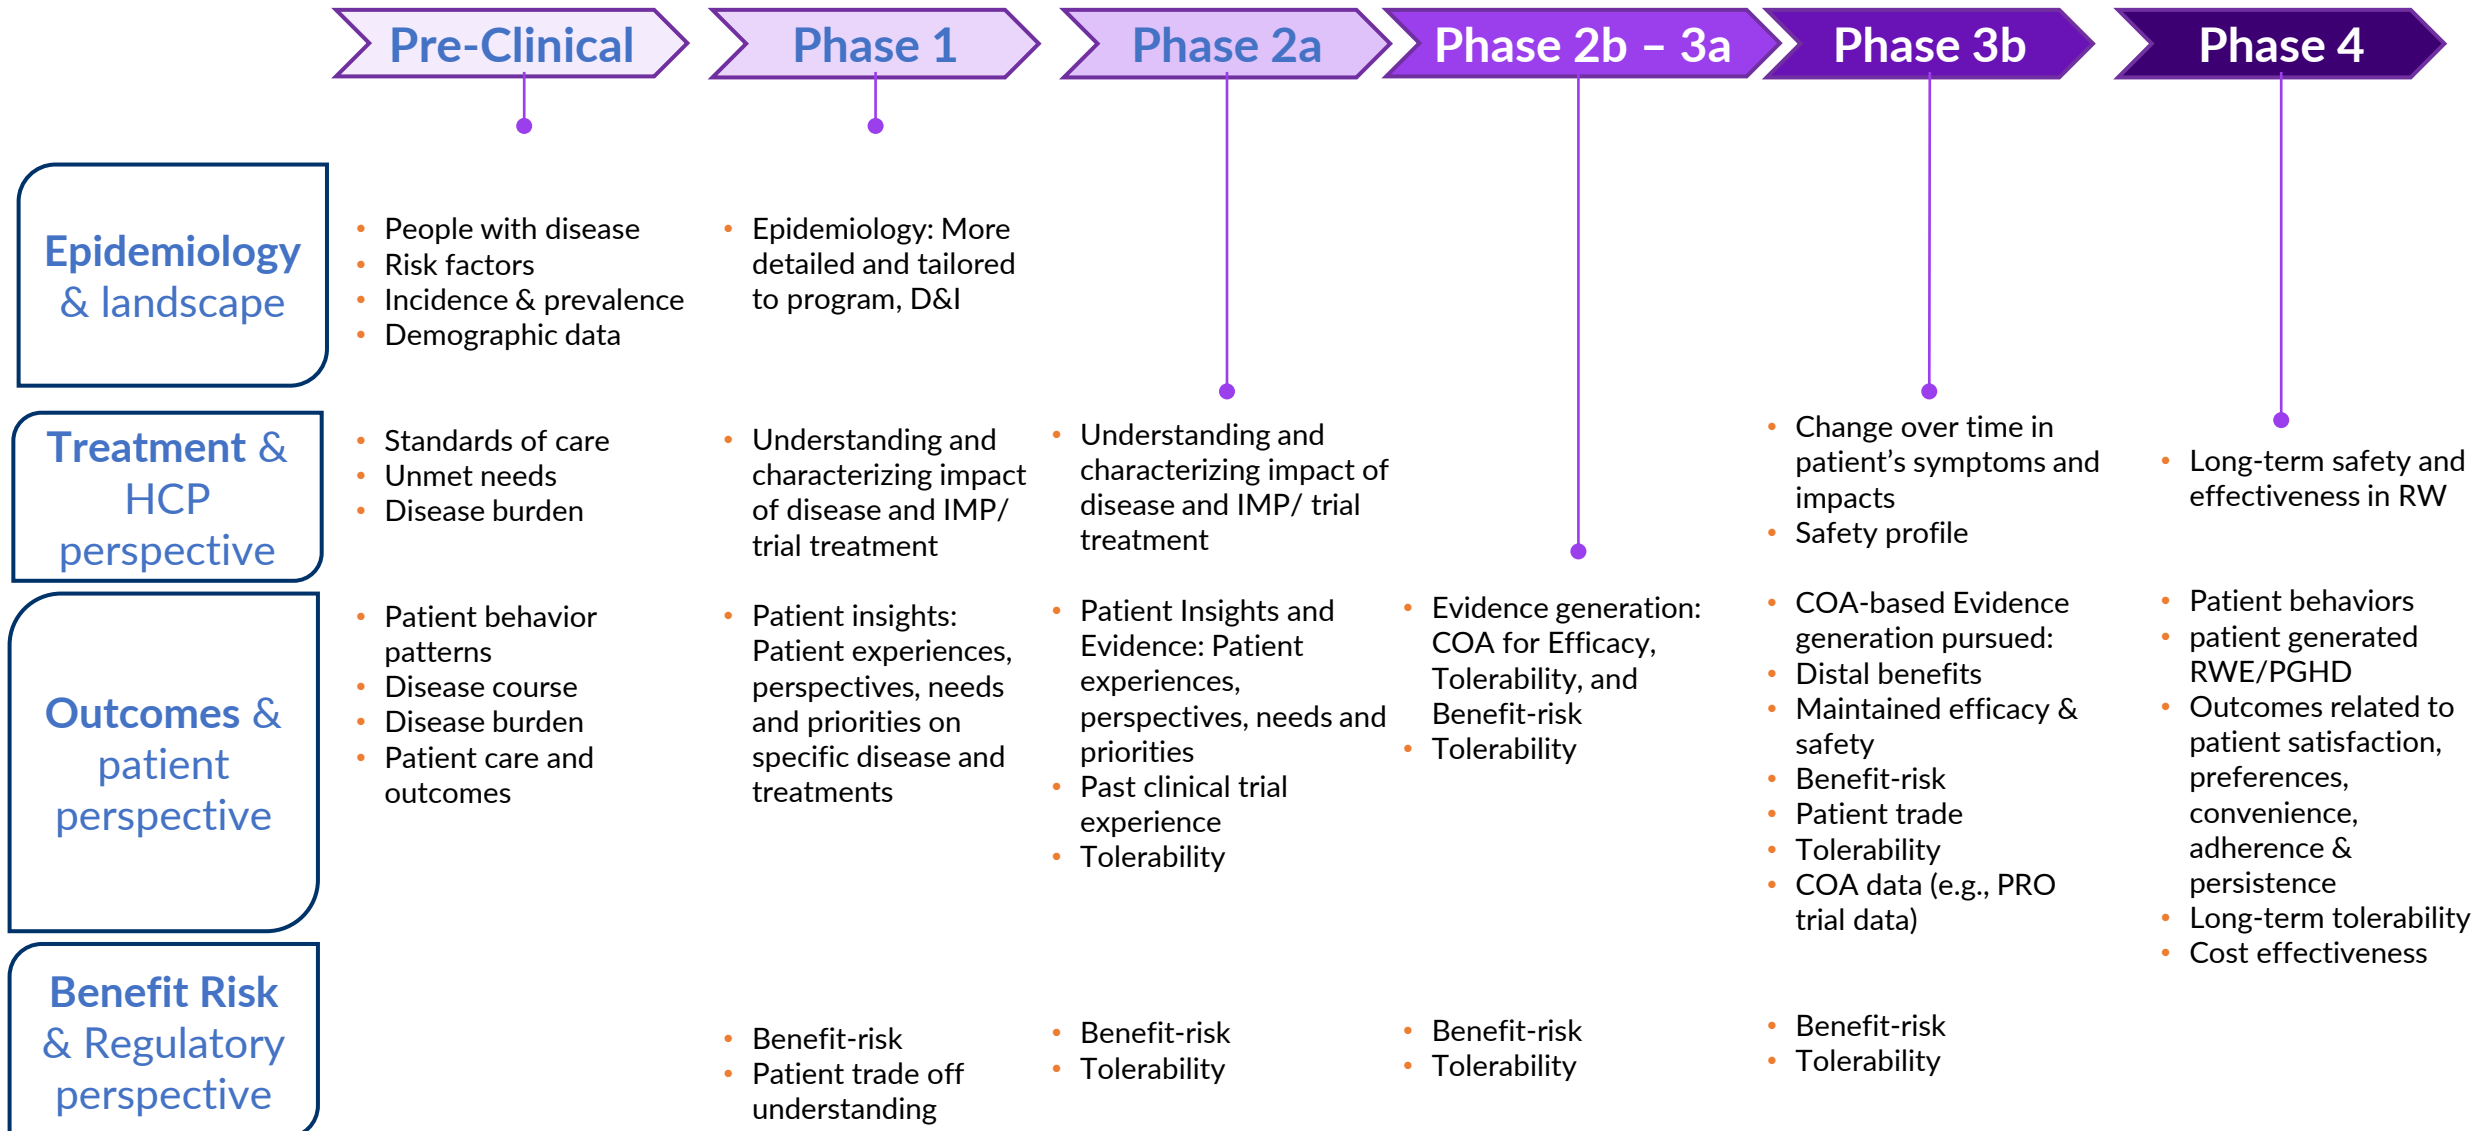 Pre-Clinical
Phase 1
Phase 2a
Phase 2b – 3a
Phase 3b
Phase 4
Epidemiology
& landscape
• People with disease
• Risk factors
• Incidence & prevalence
• Demographic data
• Epidemiology: More
detailed and tailored
to program, D&I
Treatment &
HCP
perspective
• Standards of care
• Unmet needs
• Disease burden
• Understanding and
characterizing impact
of disease and IMP/
trial treatment
• Understanding and
characterizing impact of
disease and IMP/ trial
treatment
• Change over time in
patient’s symptoms and
impacts
• Safety profile
• Long-term safety and
effectiveness in RW
Outcomes &
patient
perspective
• Patient behavior
patterns
• Disease course
• Disease burden
• Patient care and
outcomes
• Patient insights:
Patient experiences,
perspectives, needs
and priorities on
specific disease and
treatments
• Patient Insights and
Evidence: Patient
experiences,
perspectives, needs and
priorities
• Past clinical trial
experience
• Tolerability
• Evidence generation:
COA for Efficacy,
Tolerability, and
Benefit-risk
• Tolerability
• COA-based Evidence
generation pursued:
• Distal benefits
• Maintained efficacy &
safety
• Benefit-risk
• Patient trade
• Tolerability
• COA data (e.g., PRO
trial data)
• Patient behaviors
• patient generated
RWE/PGHD
• Outcomes related to
patient satisfaction,
preferences,
convenience,
adherence &
persistence
• Long-term tolerability
• Cost effectiveness
Benefit Risk
& Regulatory
perspective
• Benefit-risk
• Patient trade off
understanding
• Benefit-risk
• Tolerability
• Benefit-risk
• Tolerability
• Benefit-risk
• Tolerability